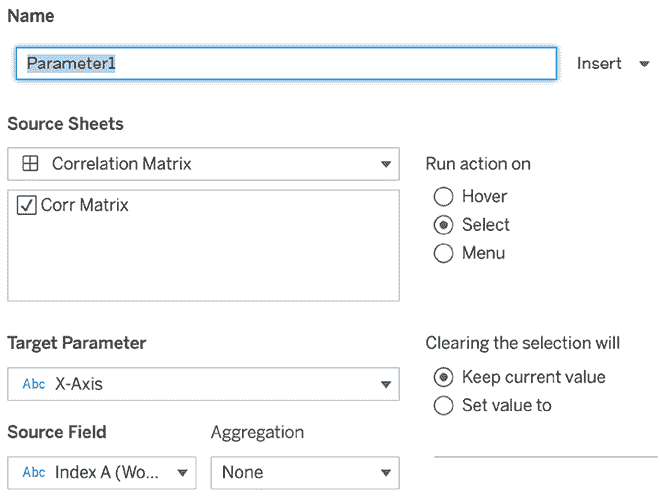 Name
Parameter1
Insert
Source Sheets
Correlation Matrix
Corr Matrix
Run action on
Hover
Select
Menu
Target Parameter
Abc X-Axis
Clearing the selection will
Keep current value
Set value to
Source Field
Aggregation
Abc Index A (Wo...
None